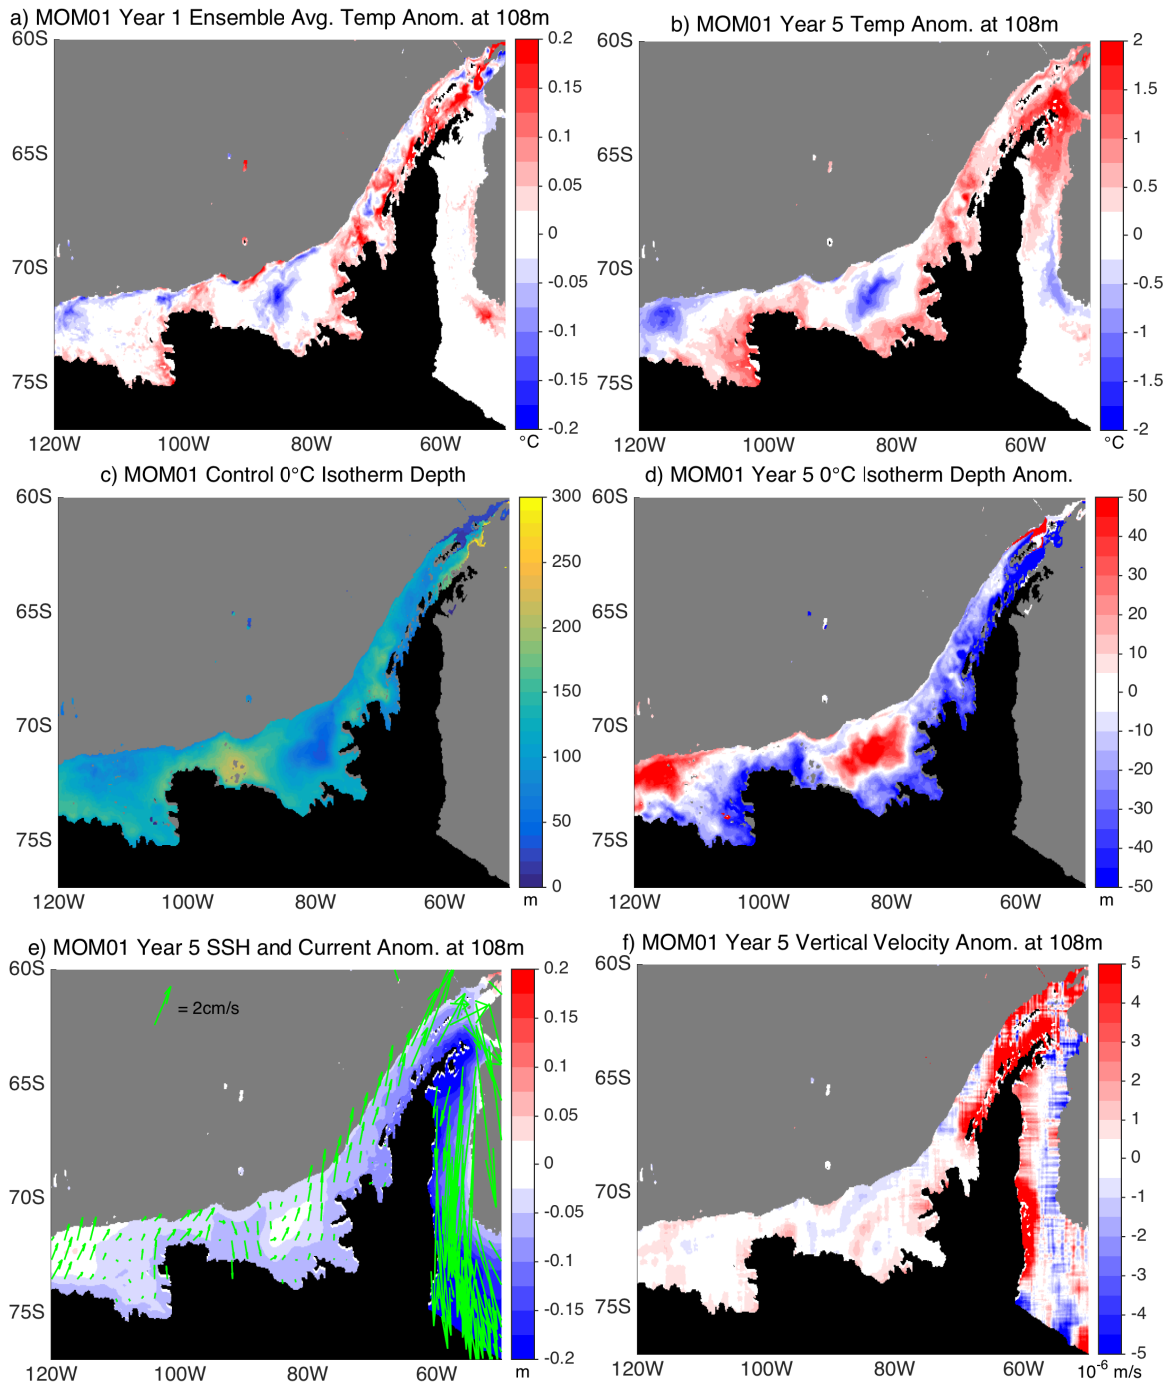 a) MOM01 Year 1 Ensemble Avg. Temp Anom. at 108m
60S
65S
70S
75S
120W 100W 80W 60W
0.2
0.15
0.1
0.05
0
-0.05
-0.1
-0.15
-0.2
°C
b) MOM01 Year 5 Temp Anom. at 108m
60S
65S
70S
75S
120W 100W 80W 60W
2
1.5
1
0.5
0
-0.5
-1
-1.5
-2
°C
c) MOM01 Control 0°C Isotherm Depth
60S
65S
70S
75S
120W 100W 80W 60W
300
250
200
150
100
50
0
m
d) MOM01 Year 5 0°C Isotherm Depth Anom.
60S
65S
70S
75S
120W 100W 80W 60W
50
40
30
20
10
0
-10
-20
-30
-40
-50
m
e) MOM01 Year 5 SSH and Current Anom. at 108m
60S
65S
70S
75S
120W 100W 80W 60W
= 2cm/s
0.2
0.15
0.1
0.05
0
-0.05
-0.1
-0.15
-0.2
m
f) MOM01 Year 5 Vertical Velocity Anom. at 108m
60S
65S
70S
75S
120W 100W 80W 60W
5
4
3
2
1
0
-1
-2
-3
-4
-5
10⁻⁶ m/s